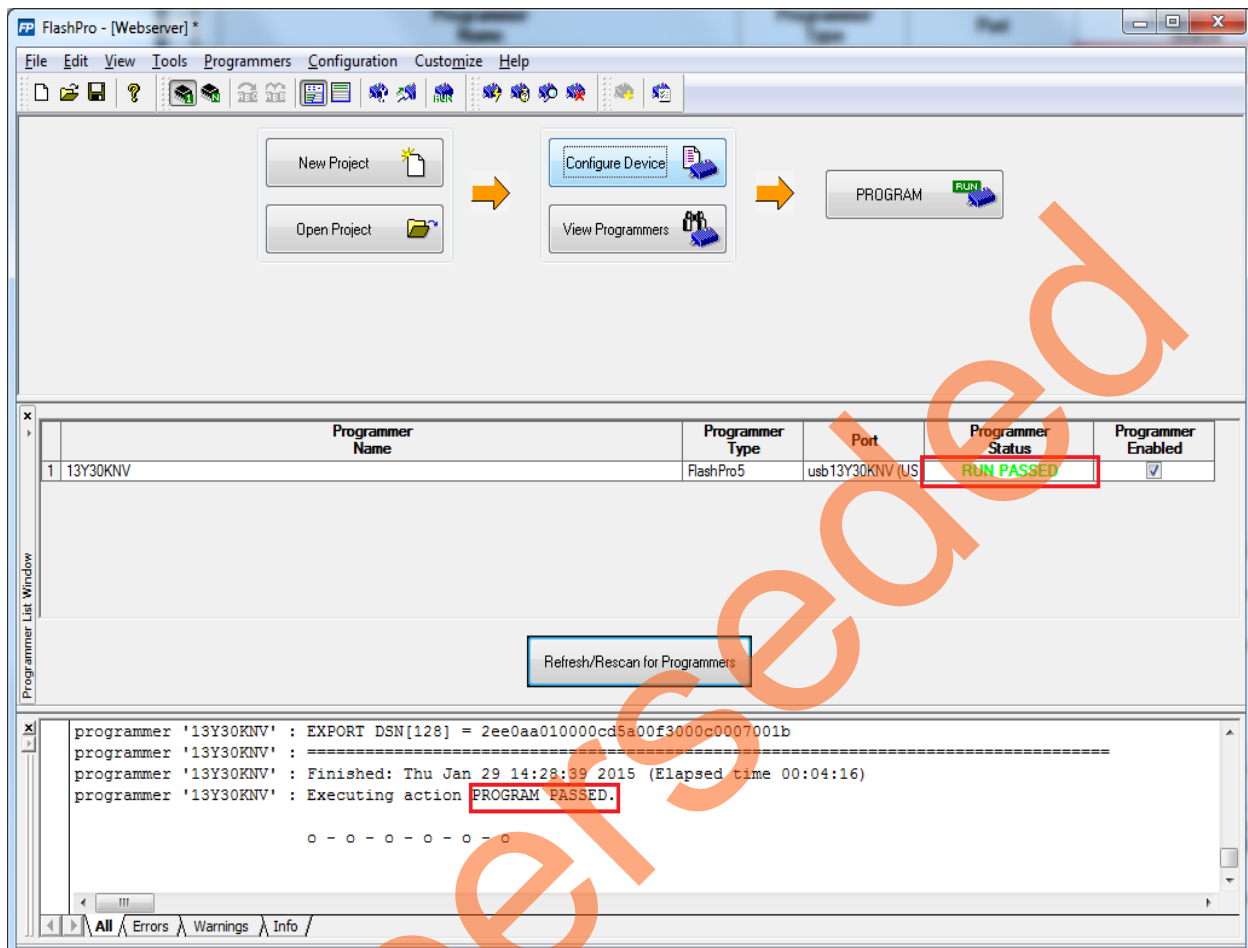 FP FlashPro - [Webserver] *
File Edit View Tools Programmers Configuration Customize Help
New Project
Open Project
Configure Device
View Programmers
RUN
PROGRAM
Programmer List Window
Programmer Name Programmer Type Port Programmer Status Programmer Enabled
1 13Y30KNV FlashPro5 usb13Y30KNV (US RUN PASSED
Refresh/Rescan for Programmers
programmer '13Y30KNV' : EXPORT DSN[128] = 2ee0aa010000cd5a00f3000c0007001b
programmer '13Y30KNV' : ===================================================================================
programmer '13Y30KNV' : Finished: Thu Jan 29 14:28:39 2015 (Elapsed time 00:04:16)
programmer '13Y30KNV' : Executing action PROGRAM PASSED.
o - o - o - o - o - o
All Errors Warnings Info
erseded